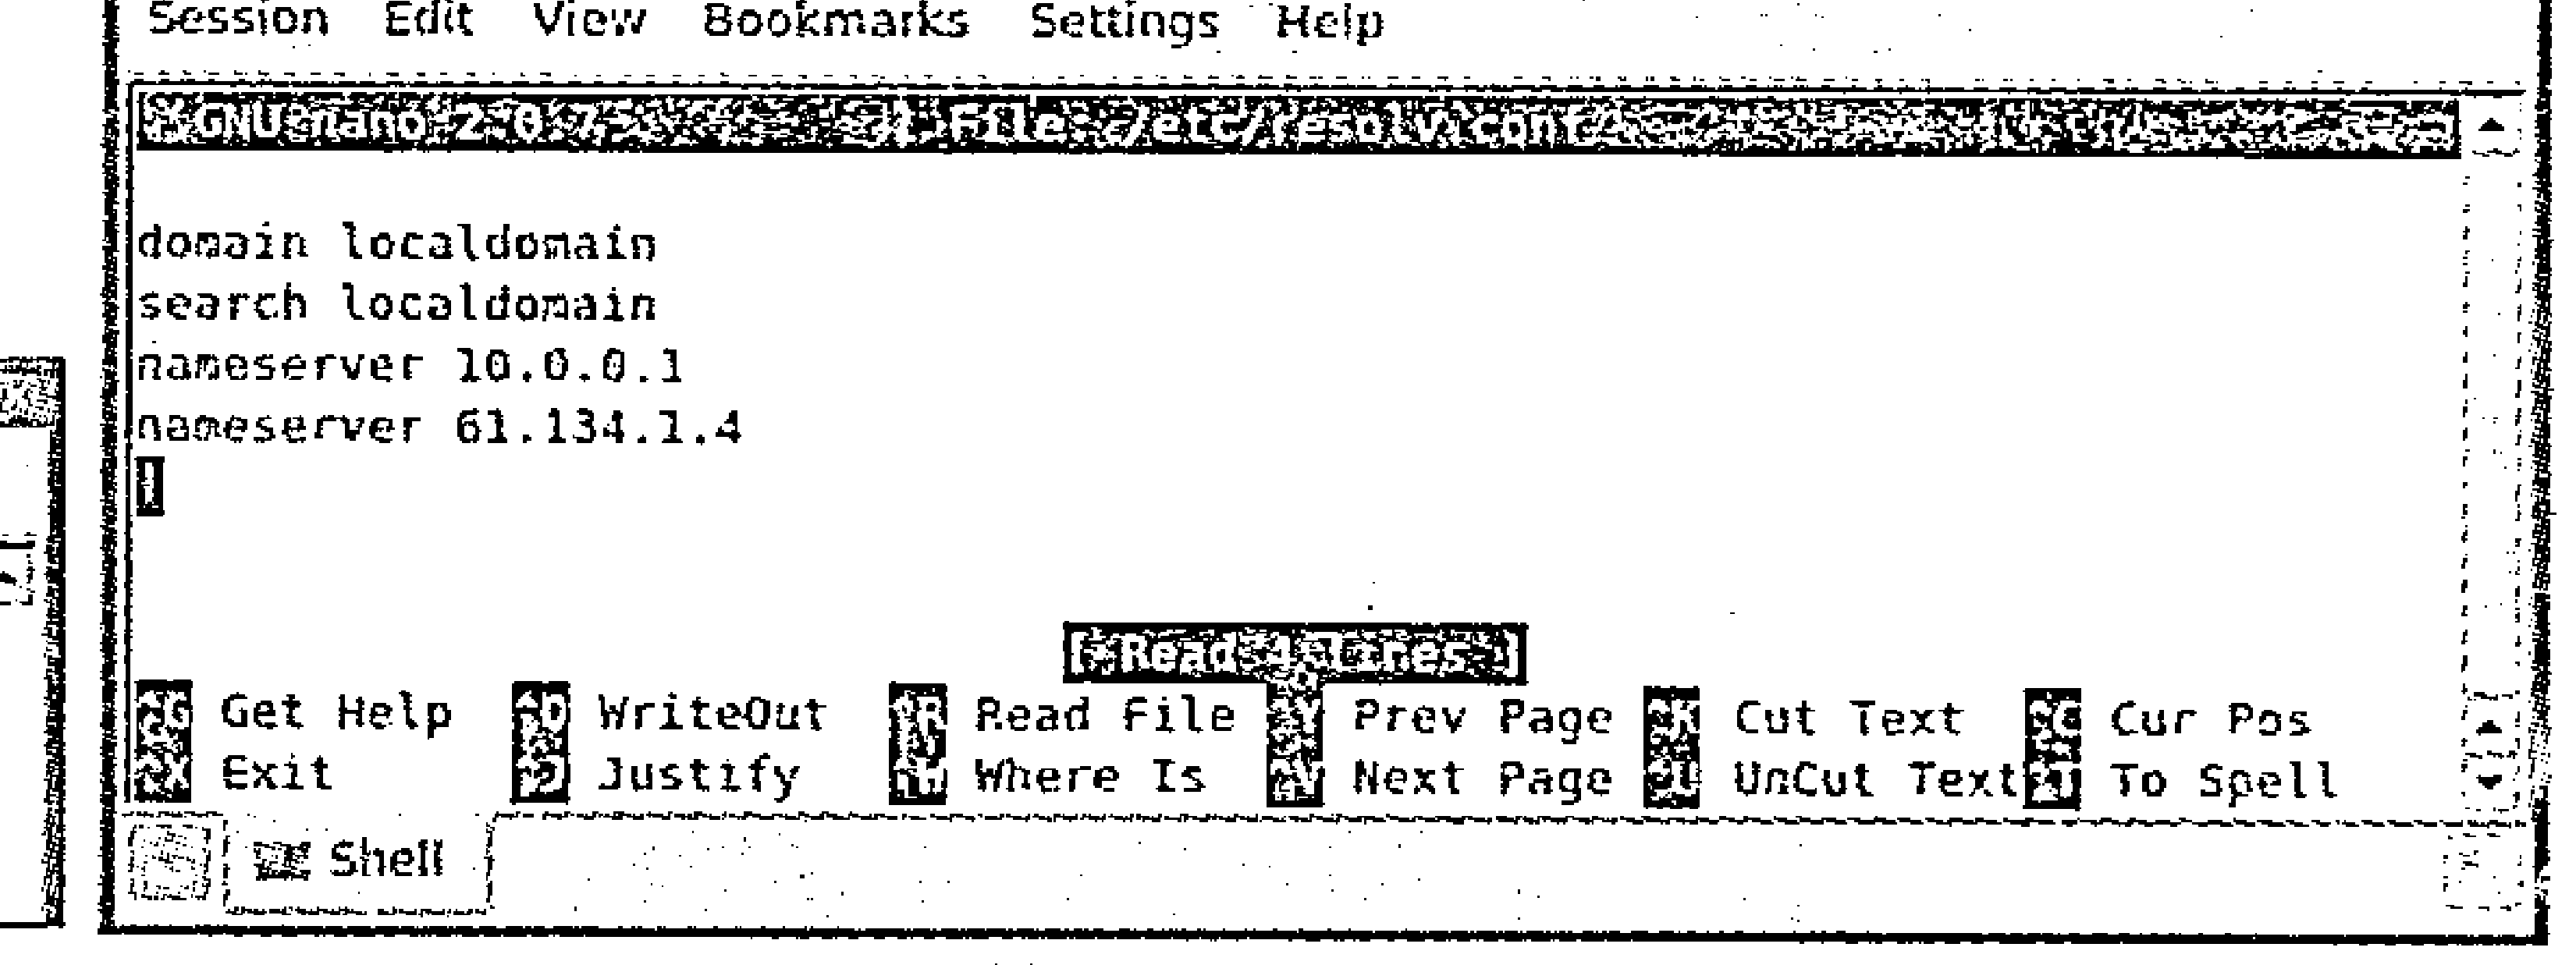 Session Edit View Bookmarks Settings Help
GNU nano 2.0.7 File: /etc/resolv.conf
domain localdomain
search localdomain
nameserver 10.0.0.1
nameserver 61.134.1.4
[ Read 4 lines ]
^G Get Help ^O WriteOut ^R Read File ^Y Prev Page ^K Cut Text ^C Cur Pos
^X Exit ^J Justify ^W Where Is ^V Next Page ^U UnCut Text ^T To Spell
Shell